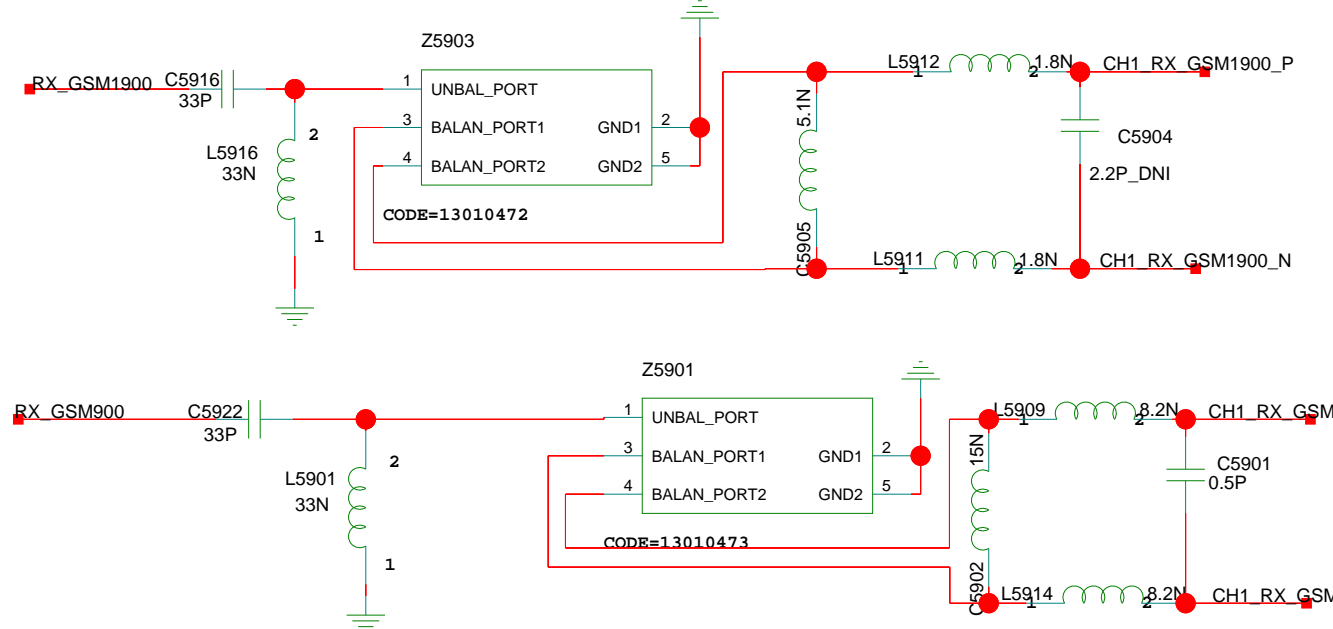 Z5903
RX_GSM1900
C5916
33P
1
UNBAL_PORT
3
BALAN_PORT1
GND1
2
4
BALAN_PORT2
GND2
5
2
L5916
33N
1
CODE=13010472
5.1N
C5905
L5912
1
2
1.8N
CH1_RX_GSM1900_P
C5904
2.2P_DNI
L5911
1
2
1.8N
CH1_RX_GSM1900_N
Z5901
RX_GSM900
C5922
33P
1
UNBAL_PORT
3
BALAN_PORT1
GND1
2
4
BALAN_PORT2
GND2
5
2
L5901
33N
1
CODE=13010473
15N
C5902
L5909
1
2
8.2N
CH1_RX_GSM
C5901
0.5P
L5914
1
2
8.2N
CH1_RX_GSM